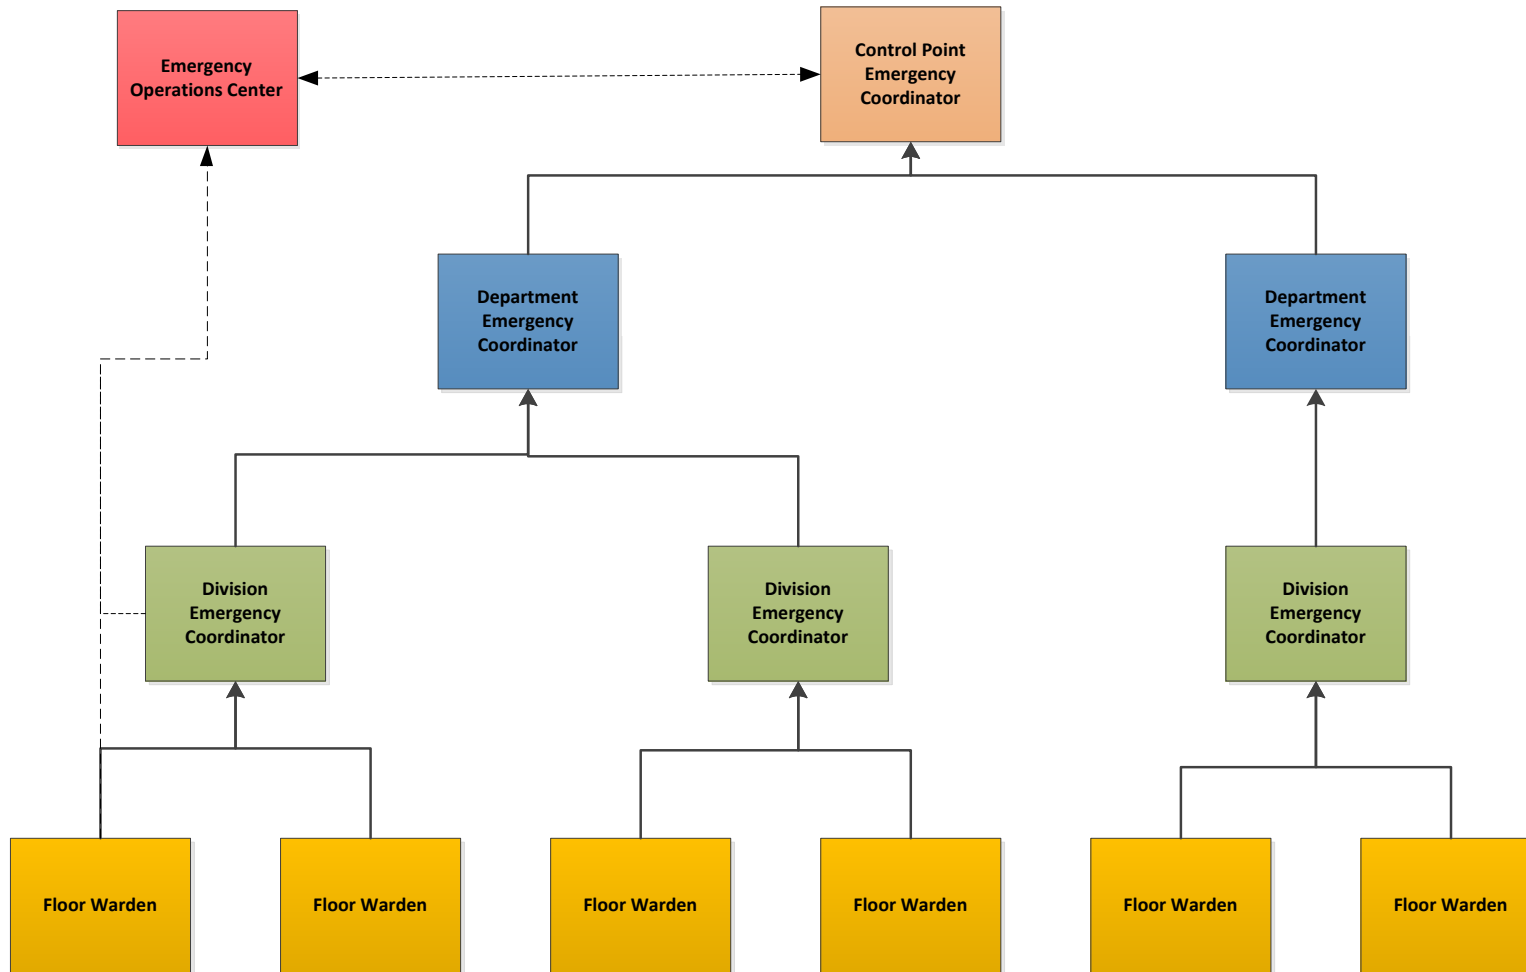 Emergency
Operations Center
Control Point
Emergency
Coordinator
Department
Emergency
Coordinator
Department
Emergency
Coordinator
Division
Emergency
Coordinator
Division
Emergency
Coordinator
Division
Emergency
Coordinator
Floor Warden
Floor Warden
Floor Warden
Floor Warden
Floor Warden
Floor Warden